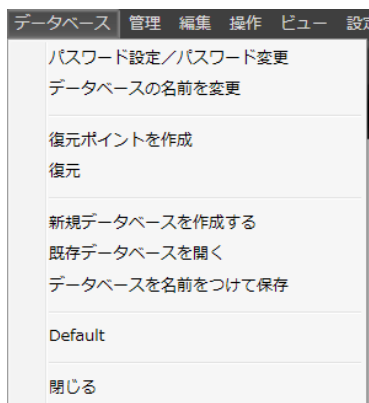 データベース 管理 編集 操作 ビュー 設定
パスワード設定／パスワード変更
データベースの名前を変更
復元ポイントを作成
復元
新規データベースを作成する
既存データベースを開く
データベースを名前をつけて保存
Default
閉じる